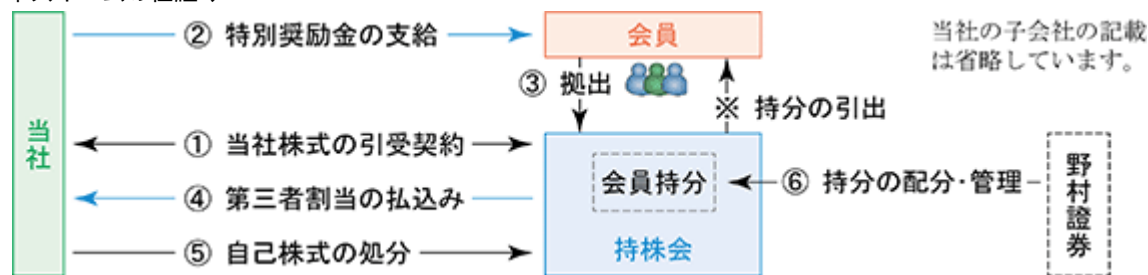 ② 特別奨励金の支給
会員
当社の子会社の記載
は省略しています。
③ 拠出
※ 持分の引出
当社
① 当社株式の引受契約
④ 第三者割当の払込み
⑤ 自己株式の処分
会員持分
持株会
⑥ 持分の配分・管理
野村證券